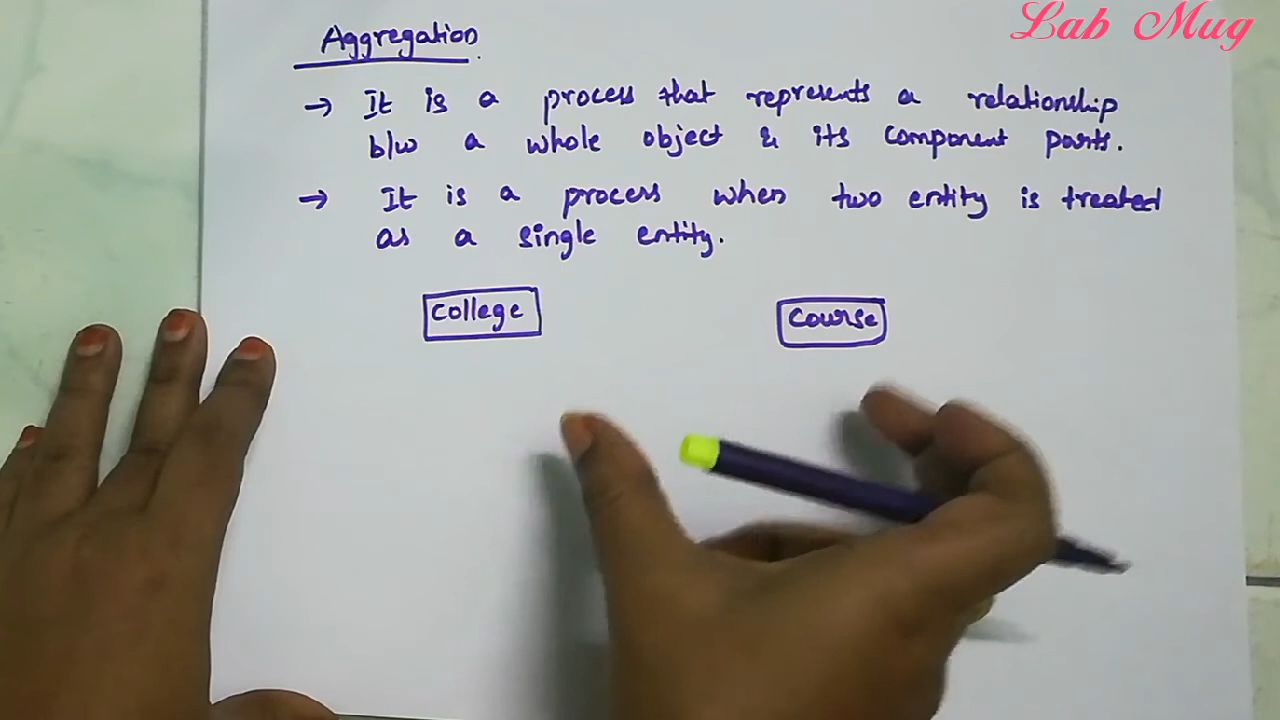 Lab Mug
Aggregation
→ It is a process that represents a relationship
b/w a whole object & its component parts.
→ It is a process when two entity is treated
as a single entity.
College
Course